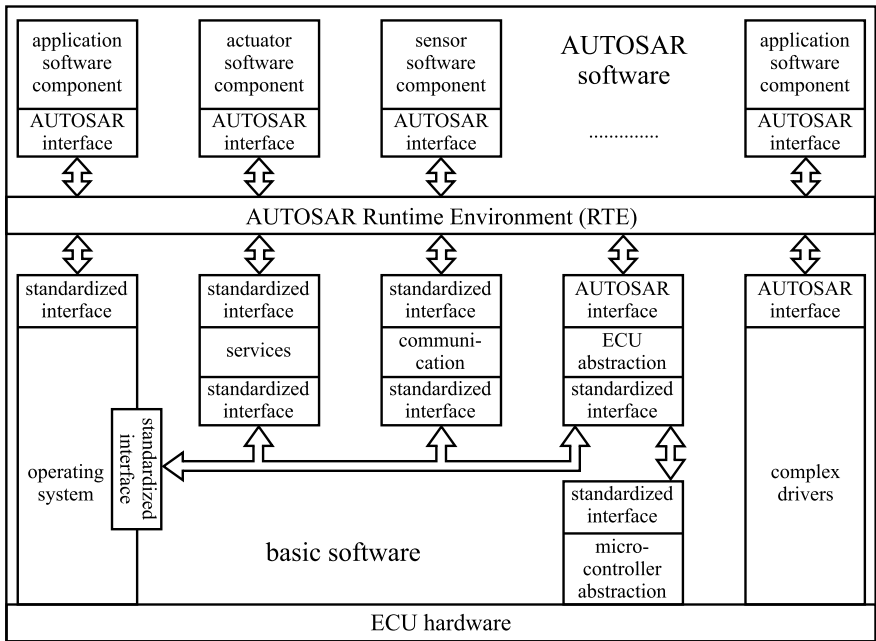 application
software
component
AUTOSAR
interface
actuator
software
component
AUTOSAR
interface
sensor
software
component
AUTOSAR
interface
AUTOSAR
software
..............
application
software
component
AUTOSAR
interface
AUTOSAR Runtime Environment (RTE)
standardized
interface
operating
system
standardized
interface
standardized
interface
services
standardized
interface
standardized
interface
communi-
cation
standardized
interface
AUTOSAR
interface
ECU
abstraction
standardized
interface
standardized
interface
micro-
controller
abstraction
AUTOSAR
interface
complex
drivers
basic software
ECU hardware